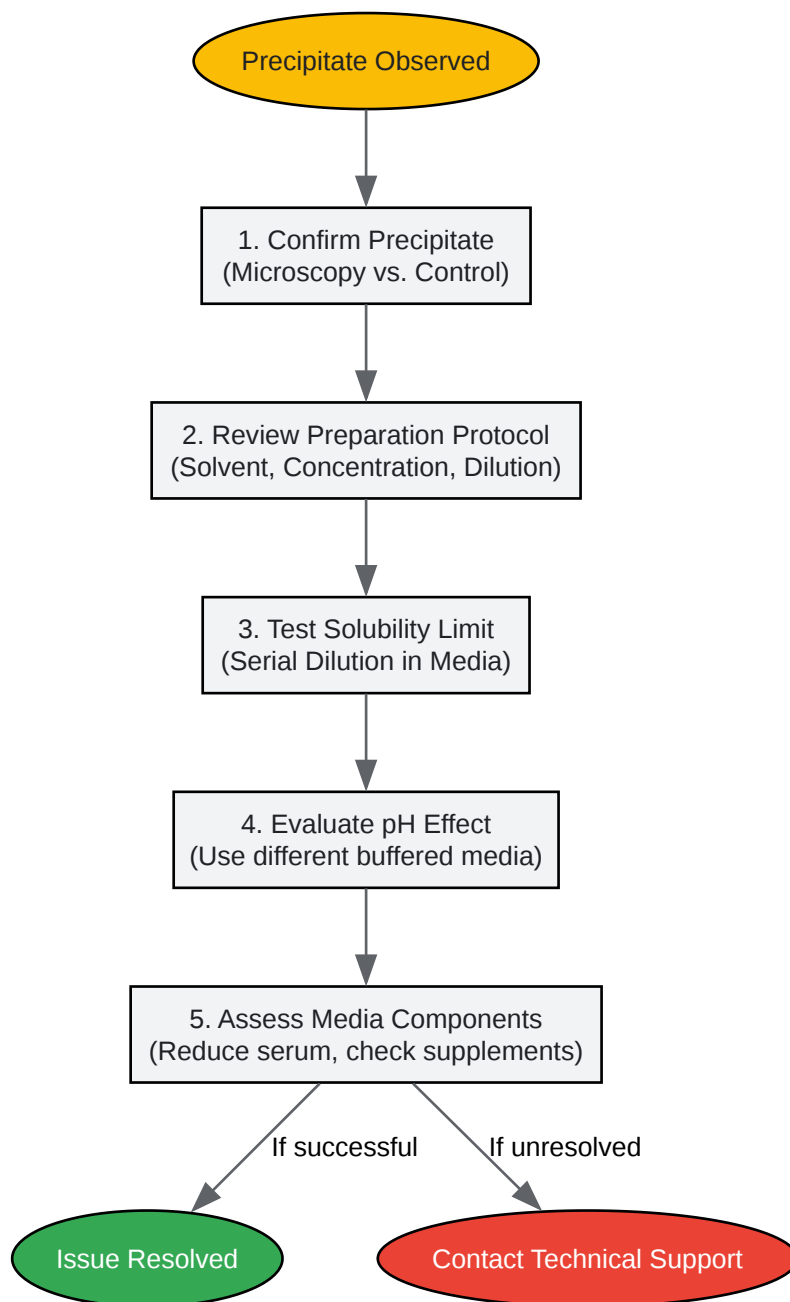 Precipitate Observed
1. Confirm Precipitate
(Microscopy vs. Control)
2. Review Preparation Protocol
(Solvent, Concentration, Dilution)
3. Test Solubility Limit
(Serial Dilution in Media)
4. Evaluate pH Effect
(Use different buffered media)
5. Assess Media Components
(Reduce serum, check supplements)
If successful
If unresolved
Issue Resolved
Contact Technical Support